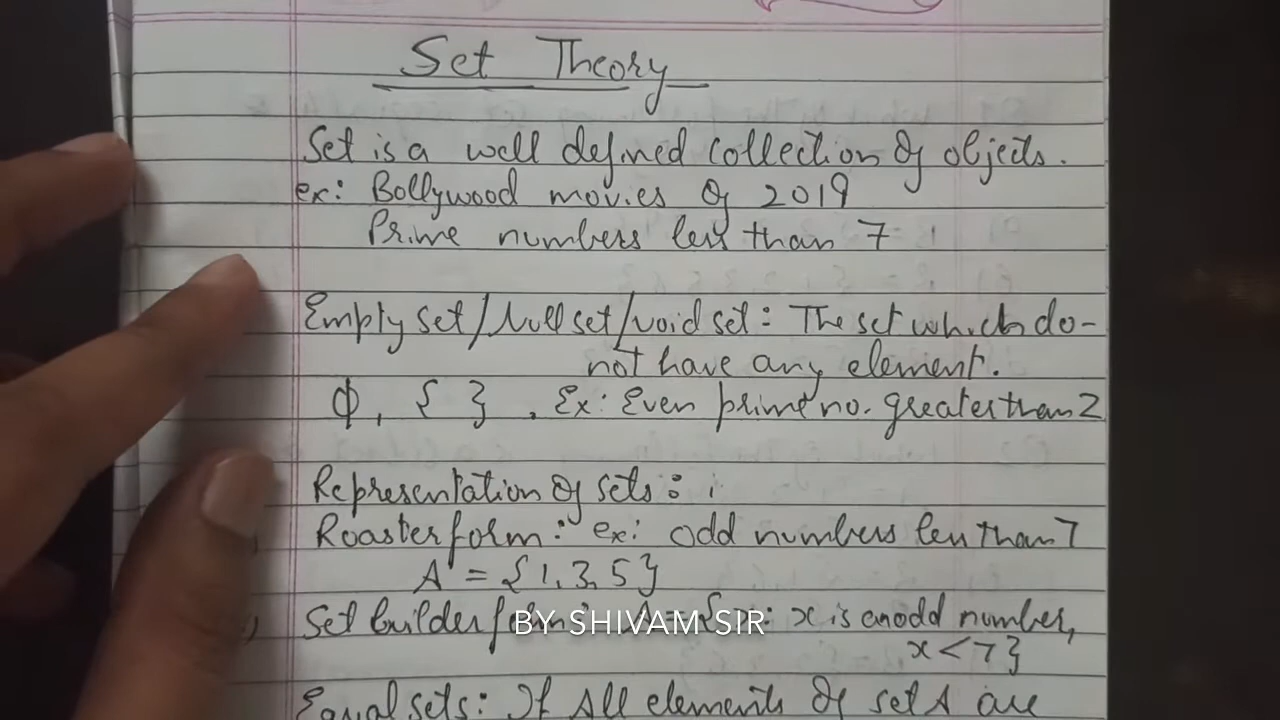 Set Theory
Set is a well defined collection of objects.
ex: Bollywood movies of 2019
Prime numbers less than 7
Empty set/Null set/void set: The set which do-
not have any element.
ϕ, { } . Ex: Even prime no. greater than 2
Representation of sets:
Roaster form: ex: odd numbers less than 7
A = {1, 3, 5}
Set builder form: A = {x: x is an odd number,
x < 7}
BY SHIVAM SIR
Equal sets: If All elements of set A are